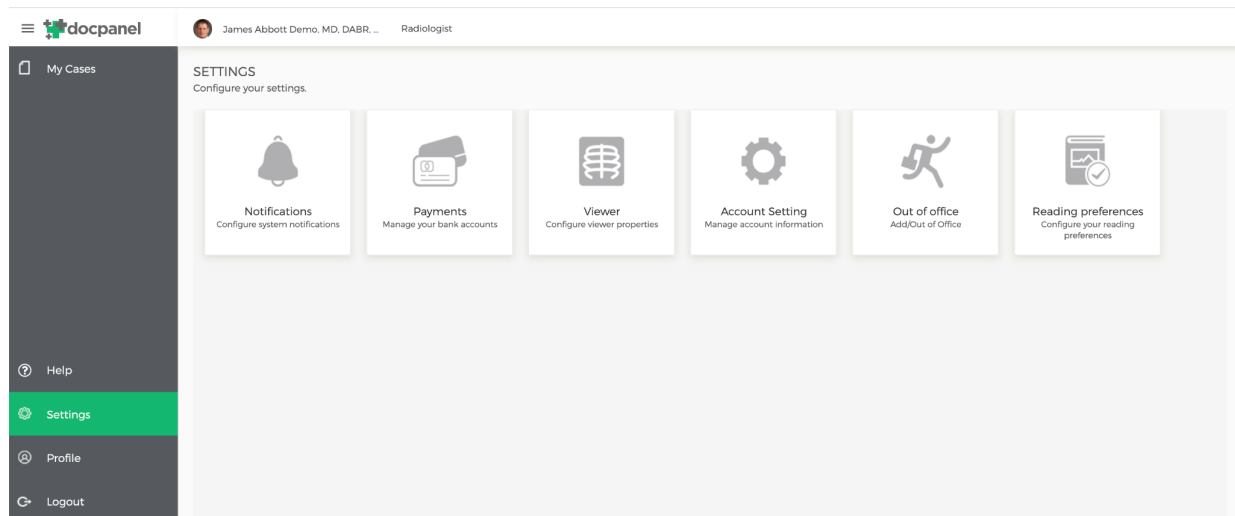 docpanel
James Abbott Demo, MD, DABR, ... Radiologist
My Cases
SETTINGS
Configure your settings.
Notifications
Configure system notifications
Payments
Manage your bank accounts
Viewer
Configure viewer properties
Account Setting
Manage account information
Out of office
Add/Out of Office
Reading preferences
Configure your reading
preferences
Help
Settings
Profile
Logout